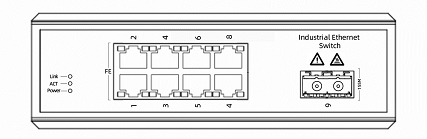 2 4 6 8
FE
Link
ACT
Power
1 3 5 4
Industrial Ethernet
Switch
9